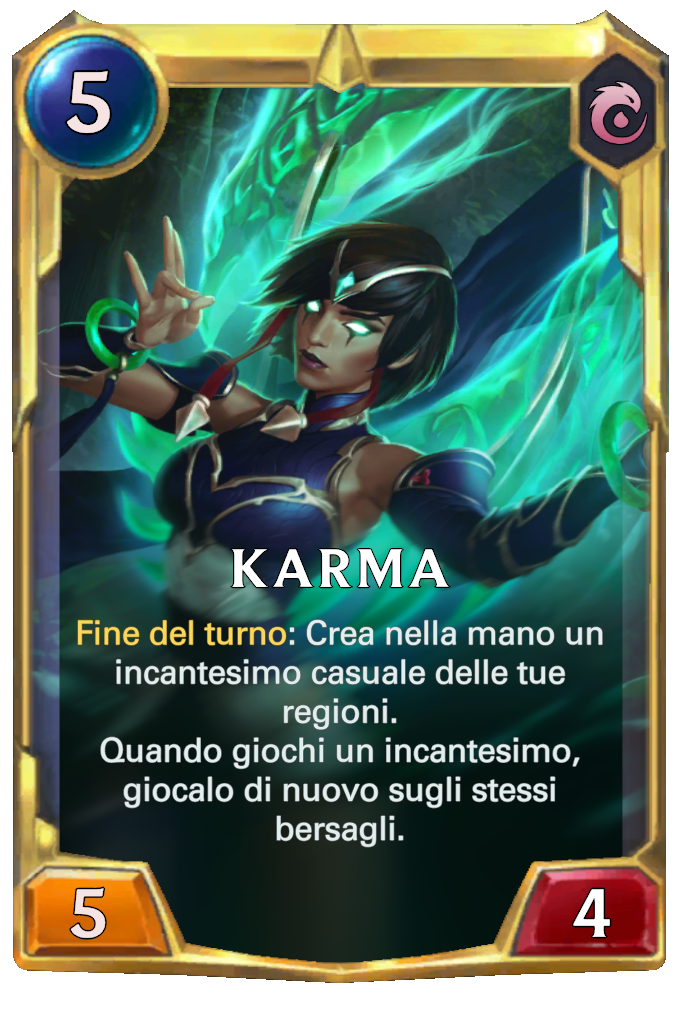 5
KARMA
Fine del turno: Crea nella mano un
incantesimo casuale delle tue
regioni.
Quando giochi un incantesimo,
giocalo di nuovo sugli stessi
bersagli.
5
4